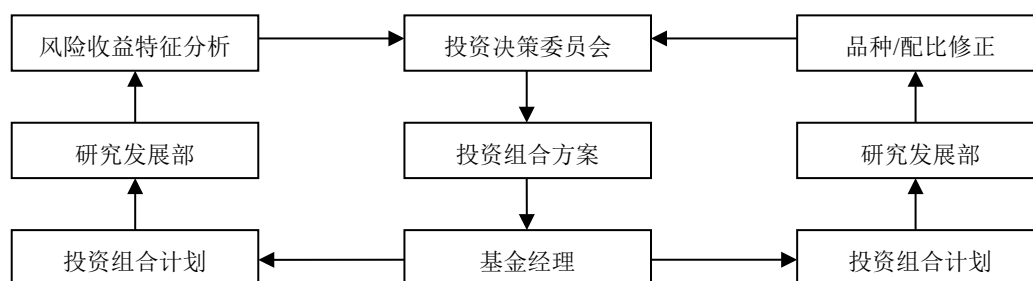 风险收益特征分析
投资决策委员会
品种/配比修正
研究发展部
投资组合方案
研究发展部
投资组合计划
基金经理
投资组合计划